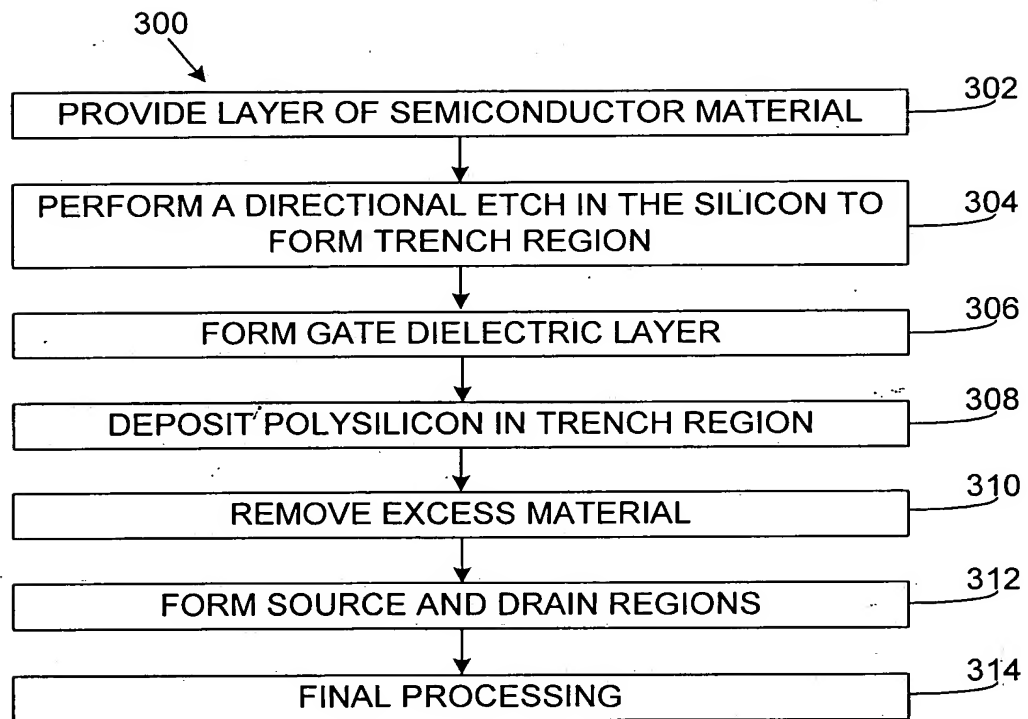 300
PROVIDE LAYER OF SEMICONDUCTOR MATERIAL
302
PERFORM A DIRECTIONAL ETCH IN THE SILICON TO
FORM TRENCH REGION
304
FORM GATE DIELECTRIC LAYER
306
DEPOSIT POLYSILICON IN TRENCH REGION
308
REMOVE EXCESS MATERIAL
310
FORM SOURCE AND DRAIN REGIONS
312
FINAL PROCESSING
314